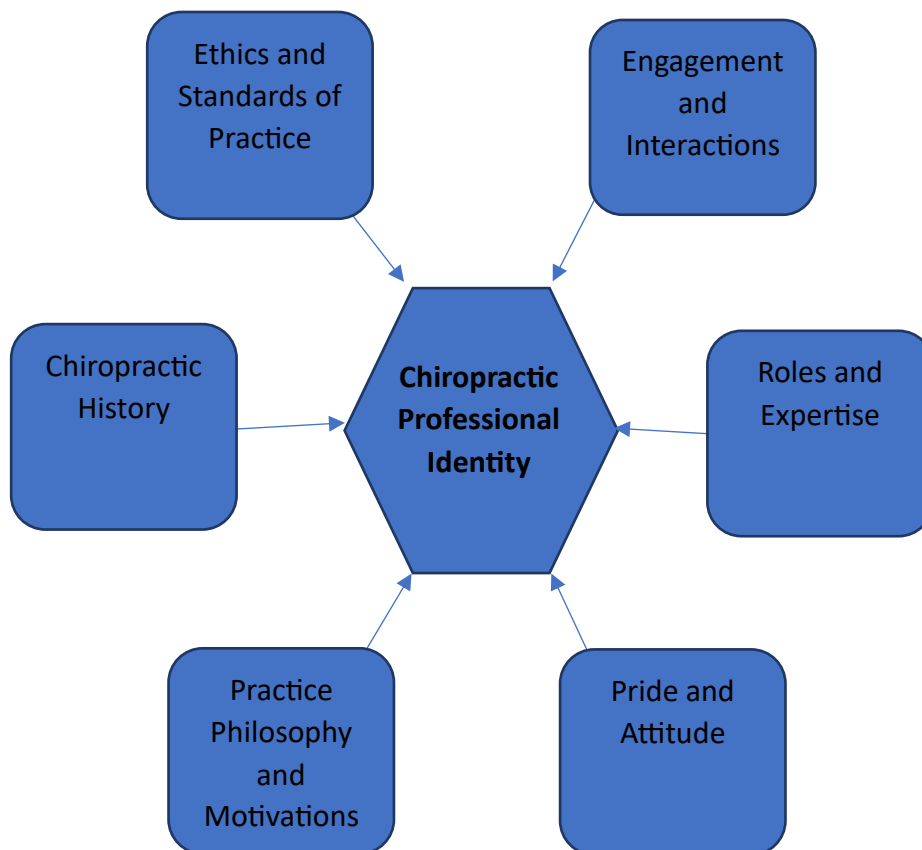 Ethics and
Standards of
Practice
Engagement
and
Interactions
Chiropractic
History
Chiropractic
Professional
Identity
Roles and
Expertise
Practice
Philosophy
and
Motivations
Pride and
Attitude